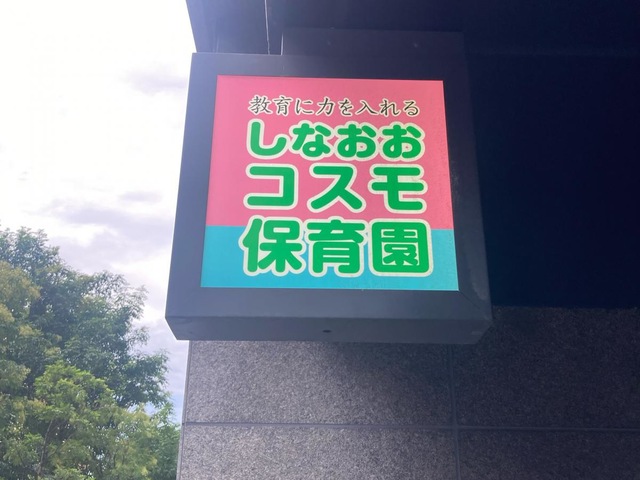 教育に力を入れる
しなおお
コスモ
保育園